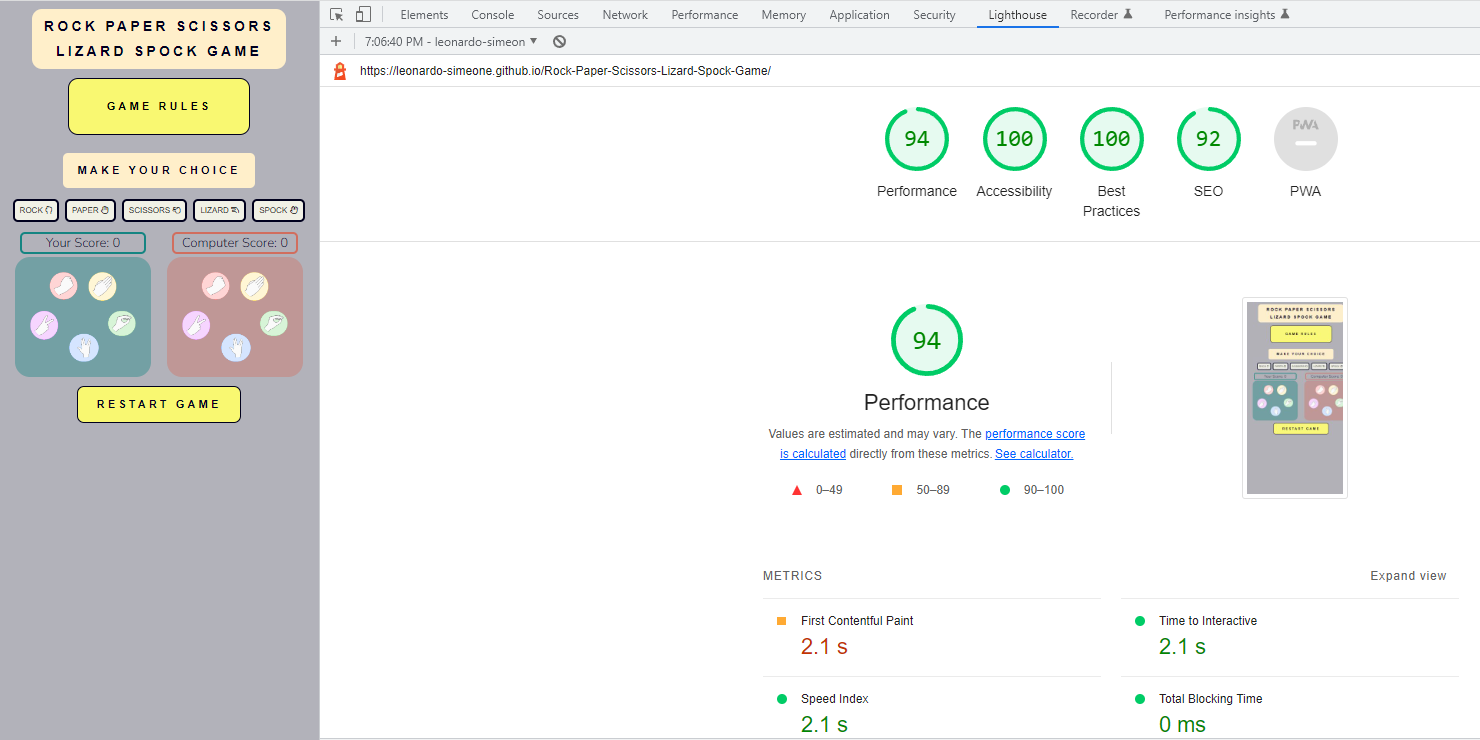 ROCK PAPER SCISSORS
LIZARD SPOCK GAME
GAME RULES
MAKE YOUR CHOICE
ROCK PAPER SCISSORS LIZARD SPOCK
Your Score: 0 Computer Score: 0
RESTART GAME
Elements Console Sources Network Performance Memory Application Security Lighthouse Recorder Performance insights
7:06:40 PM - leonardo-simeon
https://leonardo-simeone.github.io/Rock-Paper-Scissors-Lizard-Spock-Game/
94 100 100 92 PWA
Performance Accessibility Best Practices SEO PWA
94
Performance
Values are estimated and may vary. The performance score
is calculated directly from these metrics. See calculator.
0–49 50–89 90–100
ROCK PAPER SCISSORS
LIZARD SPOCK GAME
GAME RULES
MAKE YOUR CHOICE
Your Score: 0
RESTART GAME
METRICS Expand view
First Contentful Paint Time to Interactive
2.1 s 2.1 s
Speed Index Total Blocking Time
2.1 s 0 ms